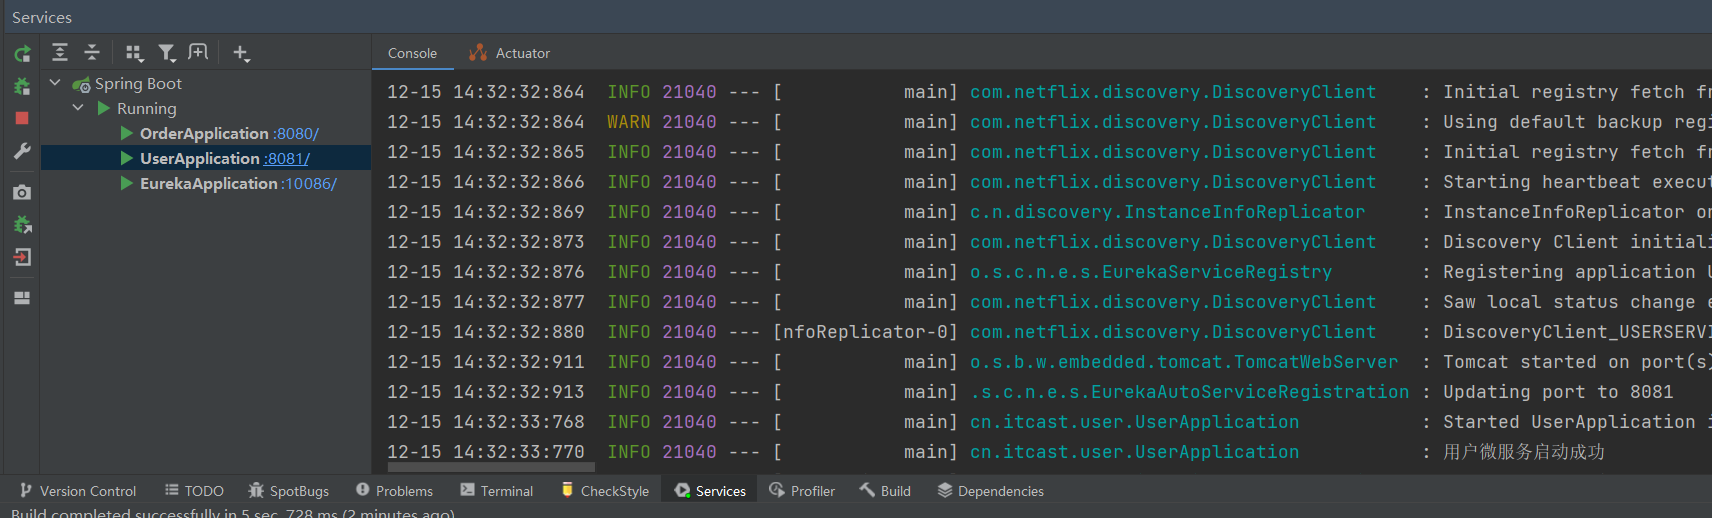 Services
Console
Actuator
Spring Boot
Running
OrderApplication :8080/
UserApplication :8081/
EurekaApplication :10086/
12-15 14:32:32:864 INFO 21040 --- [ main] com.netflix.discovery.DiscoveryClient : Initial registry fetch fr
12-15 14:32:32:864 WARN 21040 --- [ main] com.netflix.discovery.DiscoveryClient : Using default backup regi
12-15 14:32:32:865 INFO 21040 --- [ main] com.netflix.discovery.DiscoveryClient : Initial registry fetch fr
12-15 14:32:32:866 INFO 21040 --- [ main] com.netflix.discovery.DiscoveryClient : Starting heartbeat execut
12-15 14:32:32:869 INFO 21040 --- [ main] c.n.discovery.InstanceInfoReplicator : InstanceInfoReplicator on
12-15 14:32:32:873 INFO 21040 --- [ main] com.netflix.discovery.DiscoveryClient : Discovery Client initiali
12-15 14:32:32:876 INFO 21040 --- [ main] o.s.c.n.e.s.EurekaServiceRegistry : Registering application U
12-15 14:32:32:877 INFO 21040 --- [ main] com.netflix.discovery.DiscoveryClient : Saw local status change e
12-15 14:32:32:880 INFO 21040 --- [nfoReplicator-0] com.netflix.discovery.DiscoveryClient : DiscoveryClient_USERSERVI
12-15 14:32:32:911 INFO 21040 --- [ main] o.s.b.w.embedded.tomcat.TomcatWebServer : Tomcat started on port(s)
12-15 14:32:32:913 INFO 21040 --- [ main] .s.c.n.e.s.EurekaAutoServiceRegistration : Updating port to 8081
12-15 14:32:33:768 INFO 21040 --- [ main] cn.itcast.user.UserApplication : Started UserApplication i
12-15 14:32:33:770 INFO 21040 --- [ main] cn.itcast.user.UserApplication : 用户微服务启动成功
Version Control TODO SpotBugs Problems Terminal CheckStyle Services Profiler Build Dependencies
Build completed successfully in 5 sec, 728 ms (2 minutes ago)